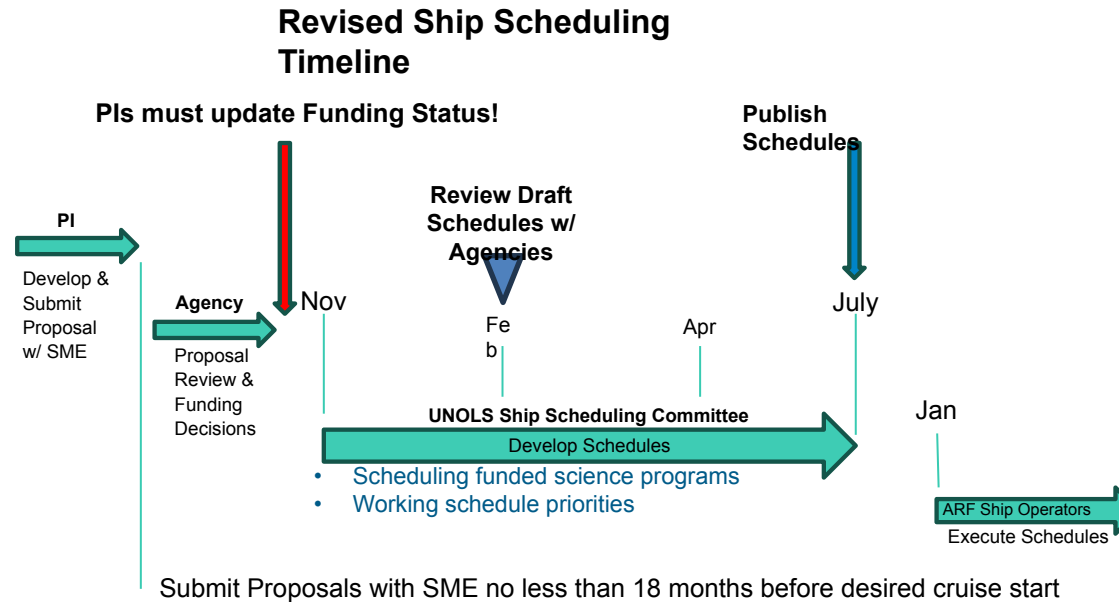 Revised Ship Scheduling
Timeline
PIs must update Funding Status!
Publish
Schedules
Review Draft
Schedules w/
Agencies
PI
Develop &
Submit
Proposal
w/ SME
Agency
Proposal
Review &
Funding
Decisions
Nov
Fe
b
Apr
July
UNOLS Ship Scheduling Committee
Develop Schedules
• Scheduling funded science programs
• Working schedule priorities
Jan
ARF Ship Operators
Execute Schedules
Submit Proposals with SME no less than 18 months before desired cruise start